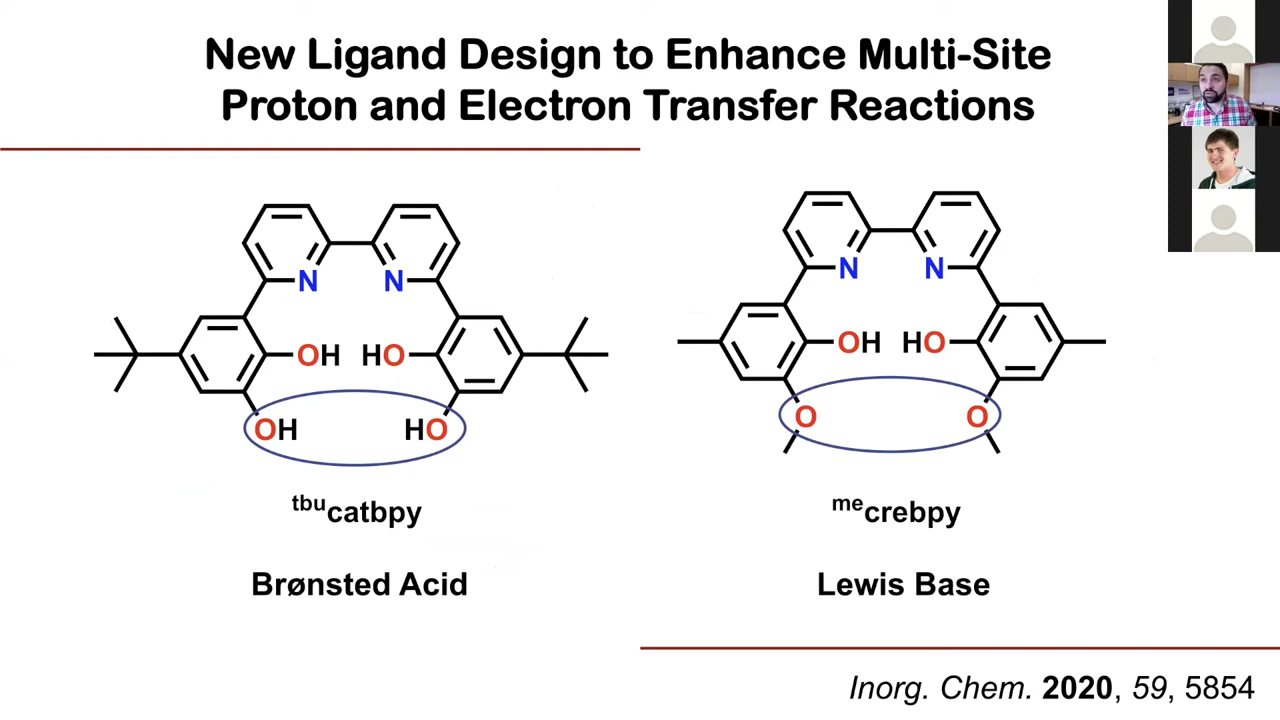 New Ligand Design to Enhance Multi-Site
Proton and Electron Transfer Reactions
N N
N N
OH HO
OH HO
OH HO
O O
tbucatbpy
mecrebpy
Brønsted Acid
Lewis Base
Inorg. Chem. 2020, 59, 5854